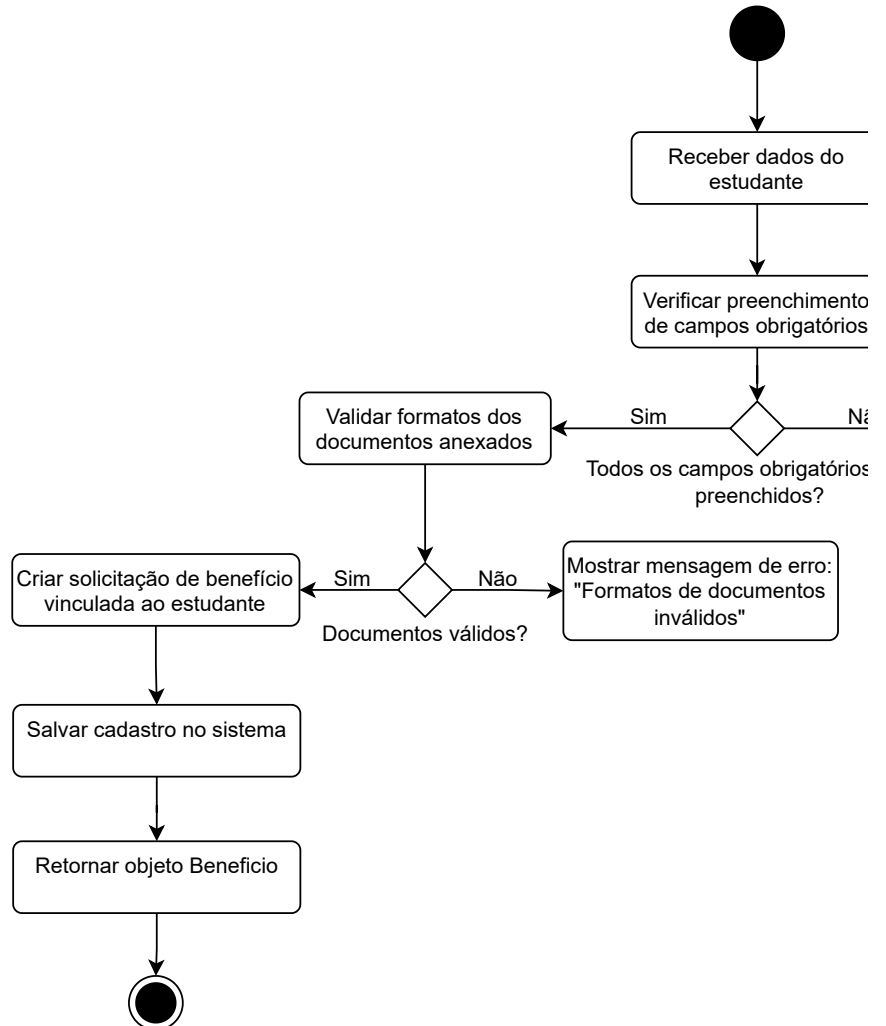 Receber dados do
estudante
Verificar preenchimento
de campos obrigatórios
Sim
Validar formatos dos
documentos anexados
Todos os campos obrigatórios
preenchidos?
Sim
Não
Documentos válidos?
Mostrar mensagem de erro:
"Formatos de documentos
inválidos"
Criar solicitação de benefício
vinculada ao estudante
Salvar cadastro no sistema
Retornar objeto Beneficio